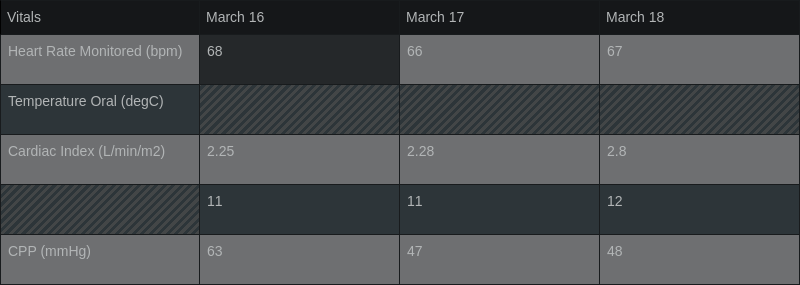 Vitals March 16 March 17 March 18
Heart Rate Monitored (bpm) 68 66 67
Temperature Oral (degC)
Cardiac Index (L/min/m2) 2.25 2.28 2.8
11 11 12
CPP (mmHg) 63 47 48